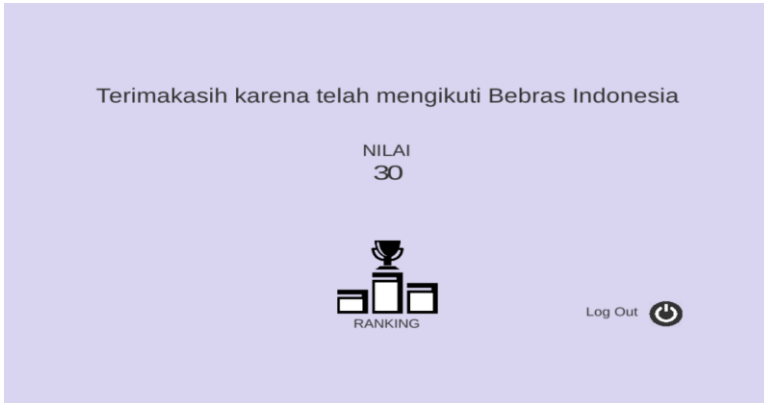 Terimakasih karena telah mengikuti Bebras Indonesia
NILAI
30
RANKING
Log Out